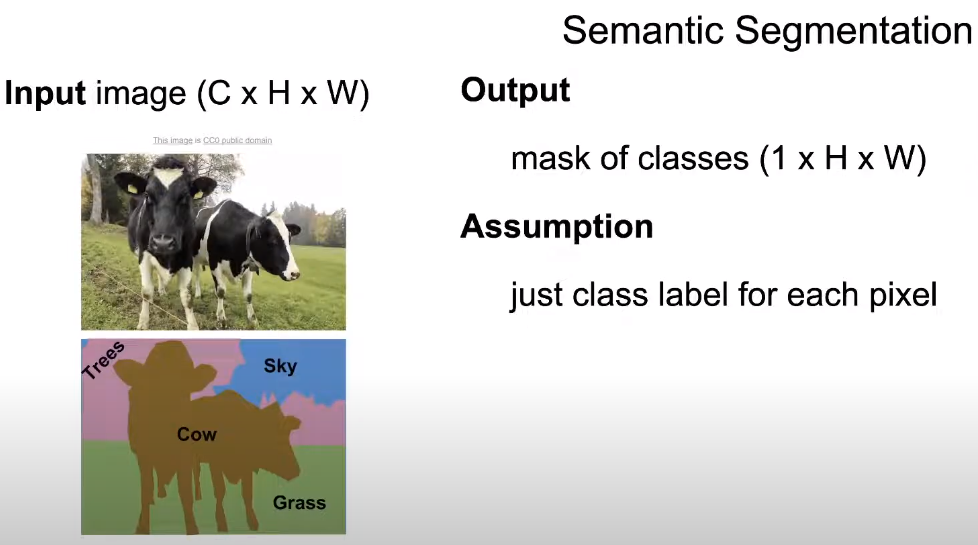 Semantic Segmentation
Input image (C x H x W)
This image is CC0 public domain
Trees
Sky
Cow
Grass
Output
mask of classes (1 x H x W)
Assumption
just class label for each pixel